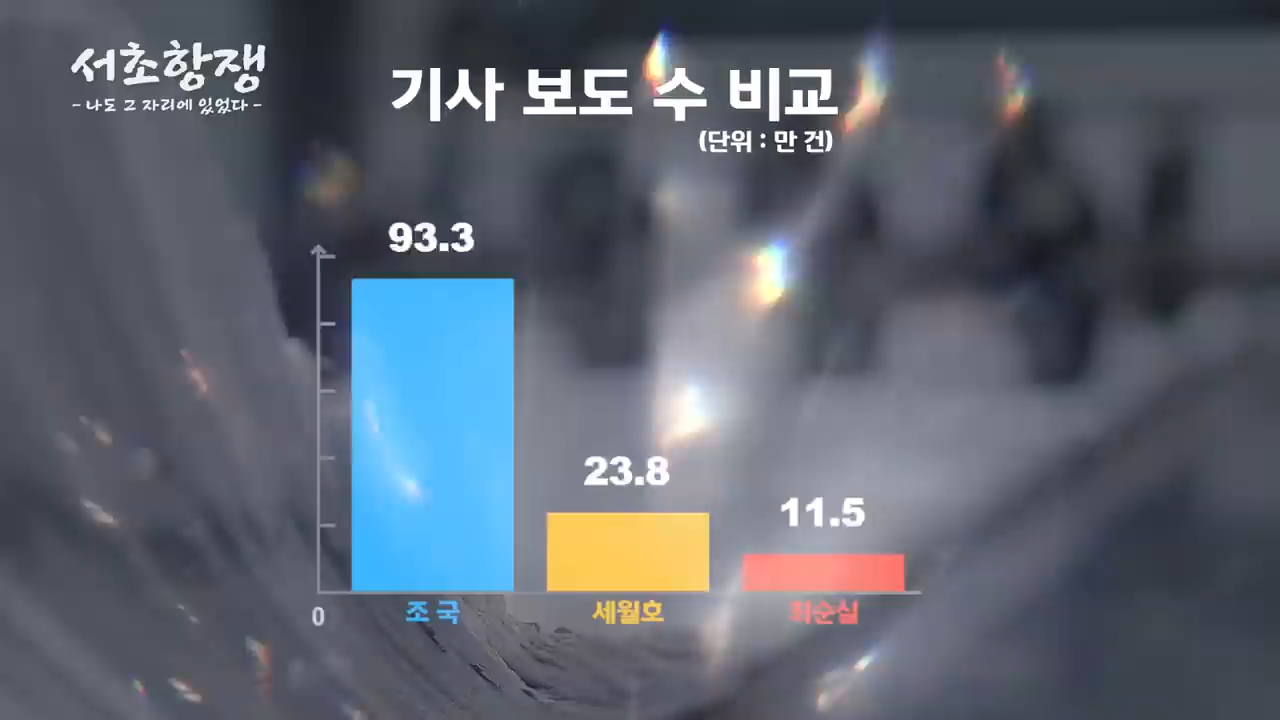 서초항쟁
- 나도 그 자리에 있었다 -
기사 보도 수 비교
(단위 : 만 건)
93.3
23.8
11.5
0
조 국
세월호
최순실